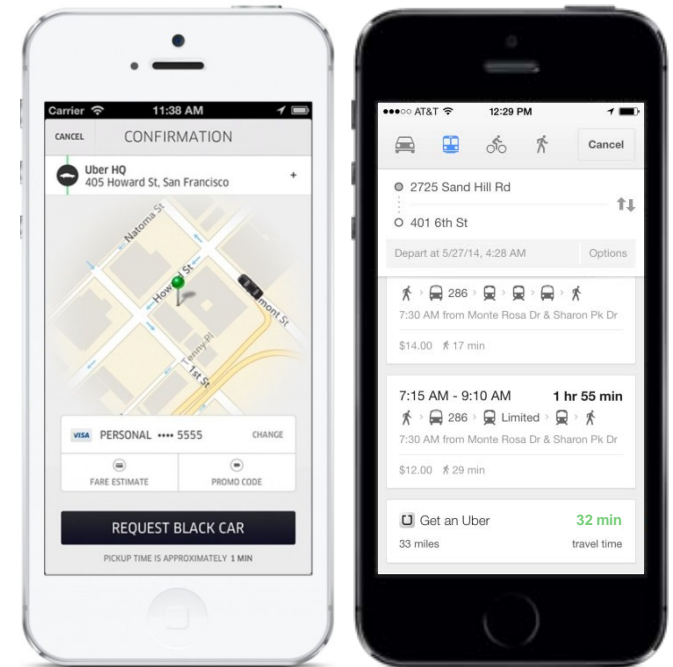 Carrier 11:38 AM
CANCEL CONFIRMATION
Uber HQ
405 Howard St, San Francisco +
Natoma St
Howard St
Fremont St
Tenny Pl
1st St
VISA PERSONAL •••• 5555 CHANGE
FARE ESTIMATE PROMO CODE
REQUEST BLACK CAR
PICKUP TIME IS APPROXIMATELY 1 MIN
●●●○○ AT&T 12:29 PM
Cancel
2725 Sand Hill Rd
401 6th St
Depart at 5/27/14, 4:28 AM Options
286
7:30 AM from Monte Rosa Dr & Sharon Pk Dr
$14.00 17 min
7:15 AM - 9:10 AM 1 hr 55 min
286 Limited
7:30 AM from Monte Rosa Dr & Sharon Pk Dr
$12.00 29 min
Get an Uber 32 min
33 miles travel time